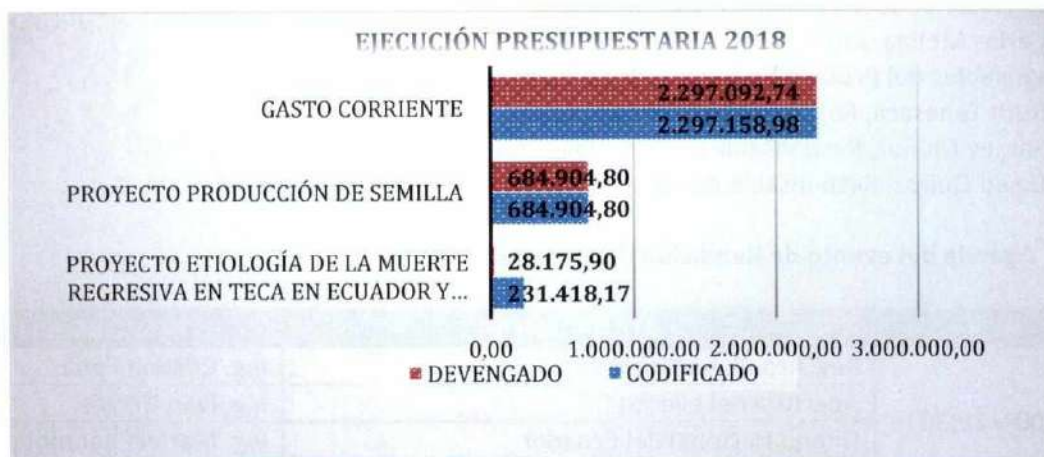 EJECUCIÓN PRESUPUESTARIA 2018
GASTO CORRIENTE
2.297.092,74
2.297.158,98
PROYECTO PRODUCCIÓN DE SEMILLA
684.904,80
684.904,80
PROYECTO ETIOLOGÍA DE LA MUERTE
REGRESIVA EN TECA EN ECUADOR Y...
28.175,90
231.418,17
0,00
1.000.000,00
2.000.000,00
3.000.000,00
DEVENGADO
CODIFICADO